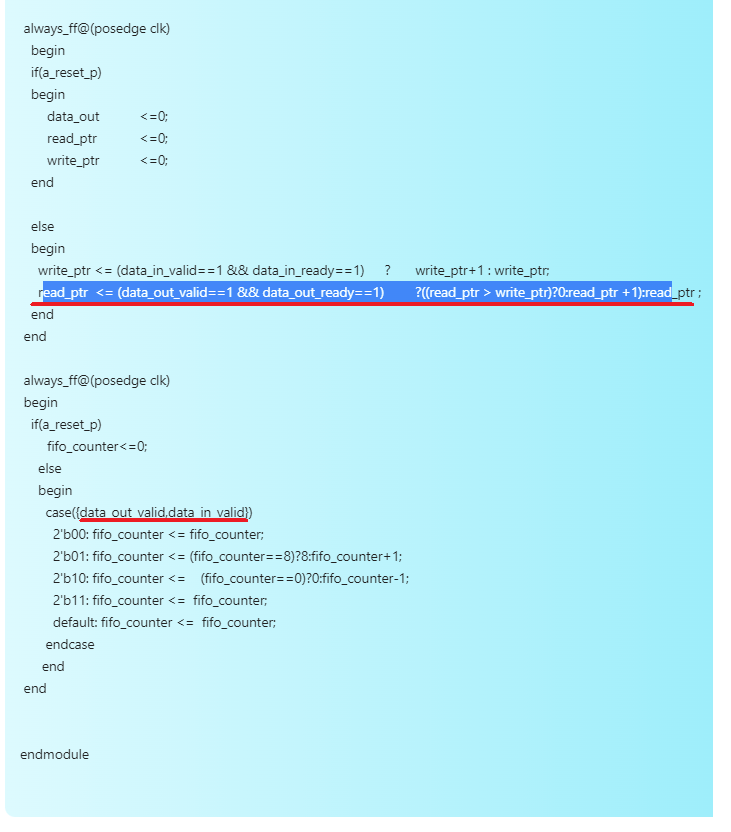 always_ff@(posedge clk)
begin
if(a_reset_p)
begin
data_out <=0;
read_ptr <=0;
write_ptr <=0;
end
else
begin
write_ptr <= (data_in_valid==1 && data_in_ready==1) ? write_ptr+1 : write_ptr;
read_ptr <= (data_out_valid==1 && data_out_ready==1) ?((read_ptr > write_ptr)?0:read_ptr +1):read_ptr ;
end
end
always_ff@(posedge clk)
begin
if(a_reset_p)
fifo_counter<=0;
else
begin
case({data_out_valid,data_in_valid})
2'b00: fifo_counter <= fifo_counter;
2'b01: fifo_counter <= (fifo_counter==8)?8:fifo_counter+1;
2'b10: fifo_counter <= (fifo_counter==0)?0:fifo_counter-1;
2'b11: fifo_counter <= fifo_counter;
default: fifo_counter <= fifo_counter;
endcase
end
end
endmodule